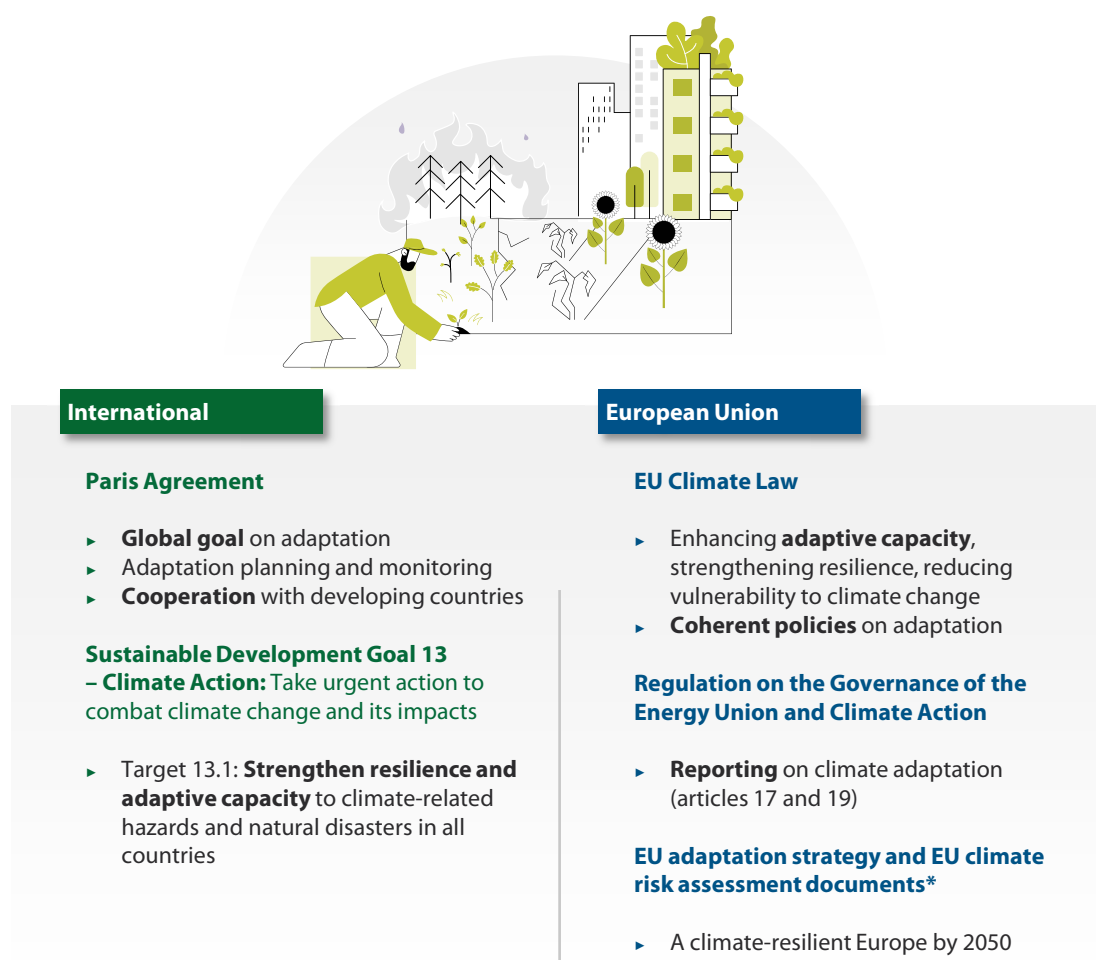 International
Paris Agreement
► Global goal on adaptation
► Adaptation planning and monitoring
► Cooperation with developing countries
Sustainable Development Goal 13
– Climate Action: Take urgent action to
combat climate change and its impacts
► Target 13.1: Strengthen resilience and
adaptive capacity to climate-related
hazards and natural disasters in all
countries
European Union
EU Climate Law
► Enhancing adaptive capacity,
strengthening resilience, reducing
vulnerability to climate change
► Coherent policies on adaptation
Regulation on the Governance of the
Energy Union and Climate Action
► Reporting on climate adaptation
(articles 17 and 19)
EU adaptation strategy and EU climate
risk assessment documents*
► A climate-resilient Europe by 2050